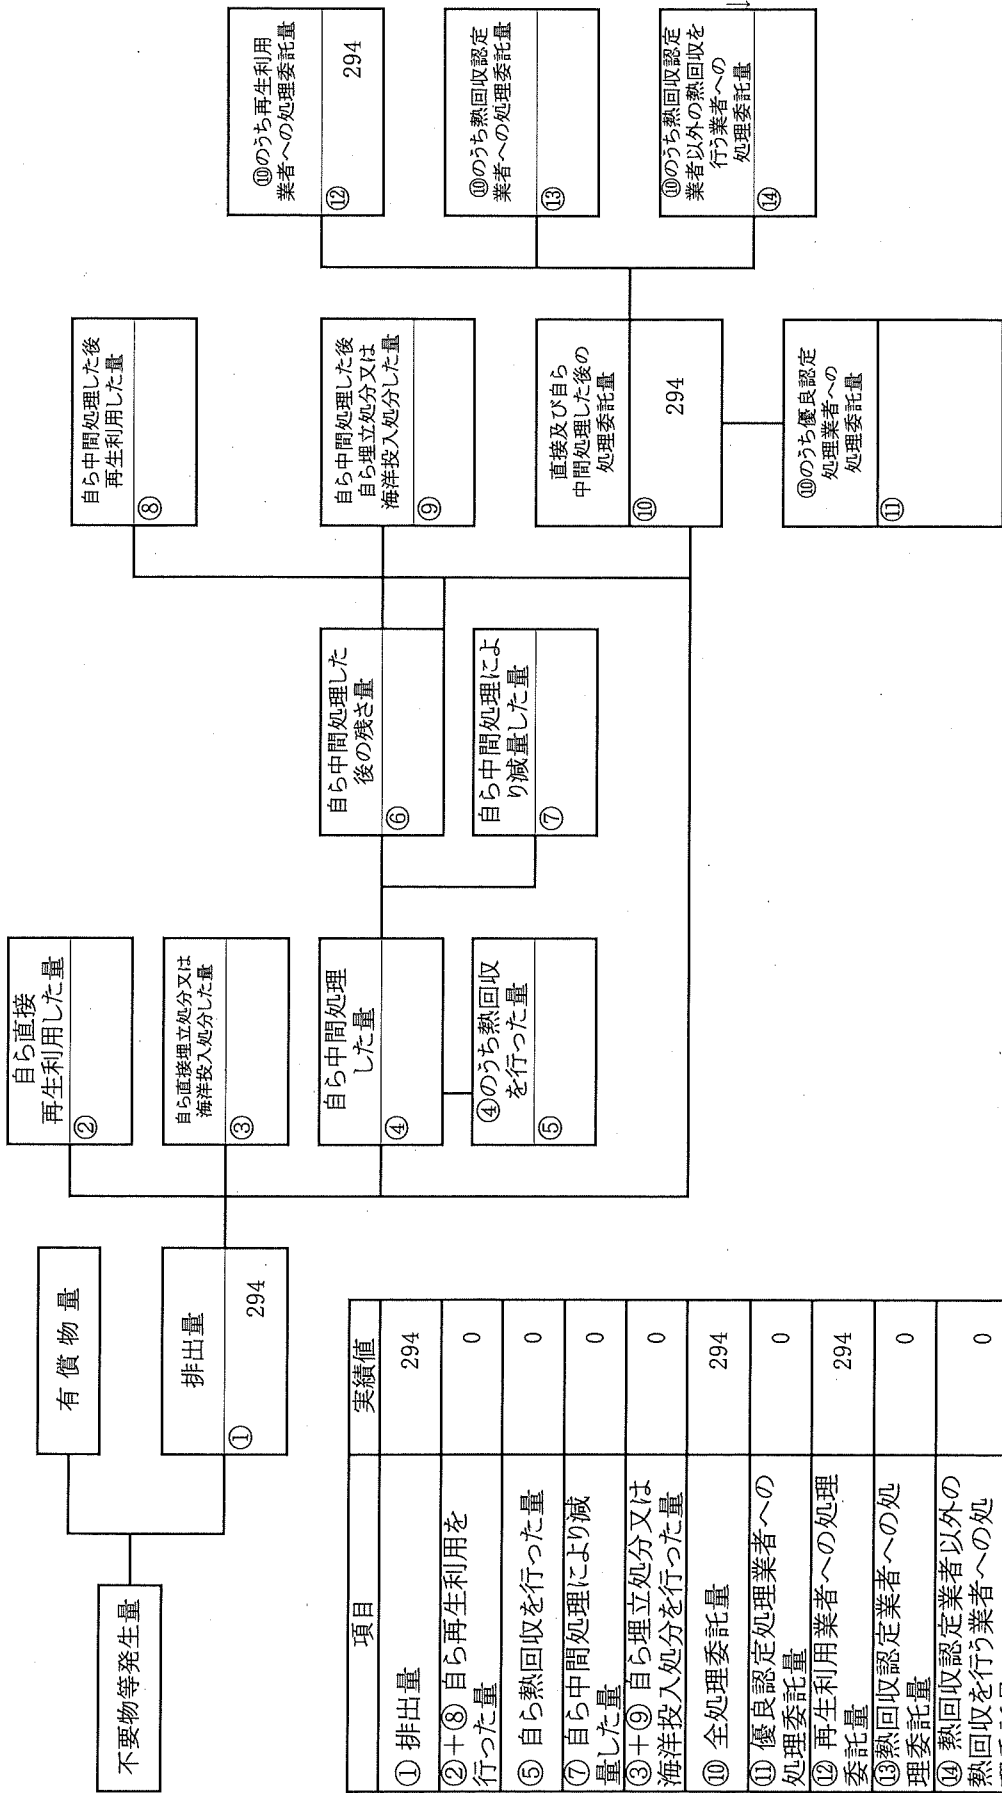 不要物等発生量
有償物量
排出量
①
294
自ら直接
再生利用した量
②
自ら直接埋立処分又は
海洋投入処分した量
③
自ら中間処理
した量
④
④のうち熱回収
を行った量
⑤
自ら中間処理した
後の残さ量
⑥
自ら中間処理によ
り減量した量
⑦
自ら中間処理した後
再生利用した量
⑧
自ら中間処理した後
自ら埋立処分又は
海洋投入処分した量
⑨
直接及び自ら
中間処理した後の
処理委託量
⑩
294
⑩のうち優良認定
処理業者への
処理委託量
⑪
⑩のうち再生利用
業者への処理委託量
⑫
294
⑩のうち熱回収認定
業者への処理委託量
⑬
⑩のうち熱回収認定
業者以外の熱回収を
行う業者への
処理委託量
⑭
項目 実績値
①排出量 294
②+⑧ 自ら再生利用を
行った量 0
⑤ 自ら熱回収を行った量 0
⑦ 自ら中間処理により減
量した量 0
③+⑨ 自ら埋立処分又は
海洋投入処分を行った量 0
⑩ 全処理委託量 294
⑪ 優良認定処理業者への
処理委託量 0
⑫ 再生利用業者への処理
委託量 294
⑬熱回収認定業者への処
理委託量 0
⑭ 熱回収認定業者以外の
熱回収を行う業者への処 0